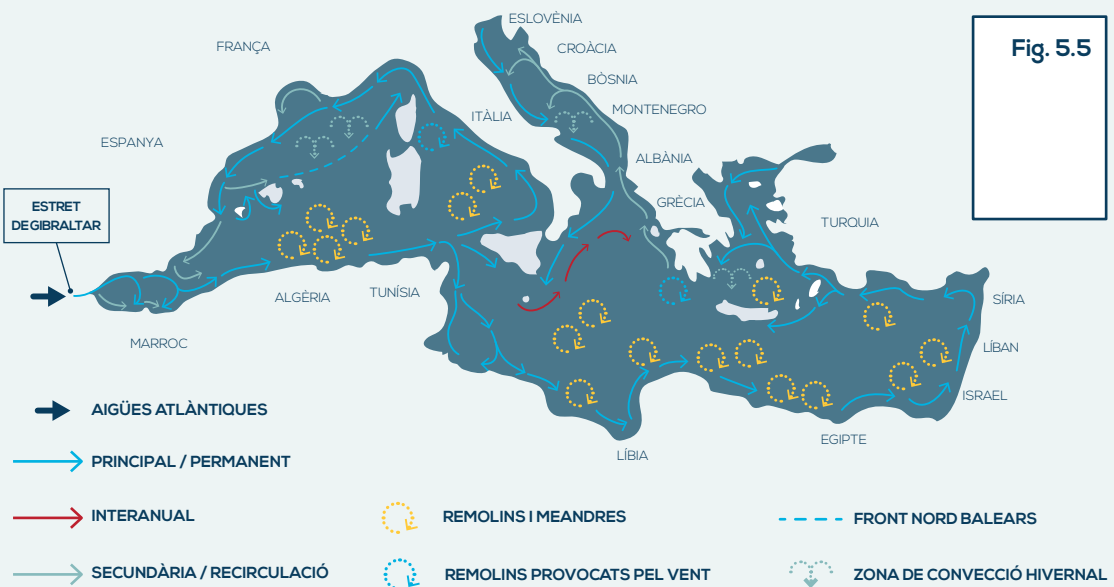 ESLOVÈNIA
CROÀCIA
BÒSNIA
MONTENEGRO
FRANÇA
ITÀLIA
ESPANYA
ALBÀNIA
GRÈCIA
TURQUIA
Fig. 5.5
ESTRET
DE GIBRALTAR
ALGÈRIA
TUNÍSIA
MARROC
SÍRIA
LÍBAN
ISRAEL
EGIPTE
LÍBIA
AIGÜES ATLÀNTIQUES
PRINCIPAL / PERMANENT
INTERANUAL
REMOLINS I MEANDRES
FRONT NORD BALEARS
SECUNDÀRIA / RECIRCULACIÓ
REMOLINS PROVOCATS PEL VENT
ZONA DE CONVECCIÓ HIVERNAL